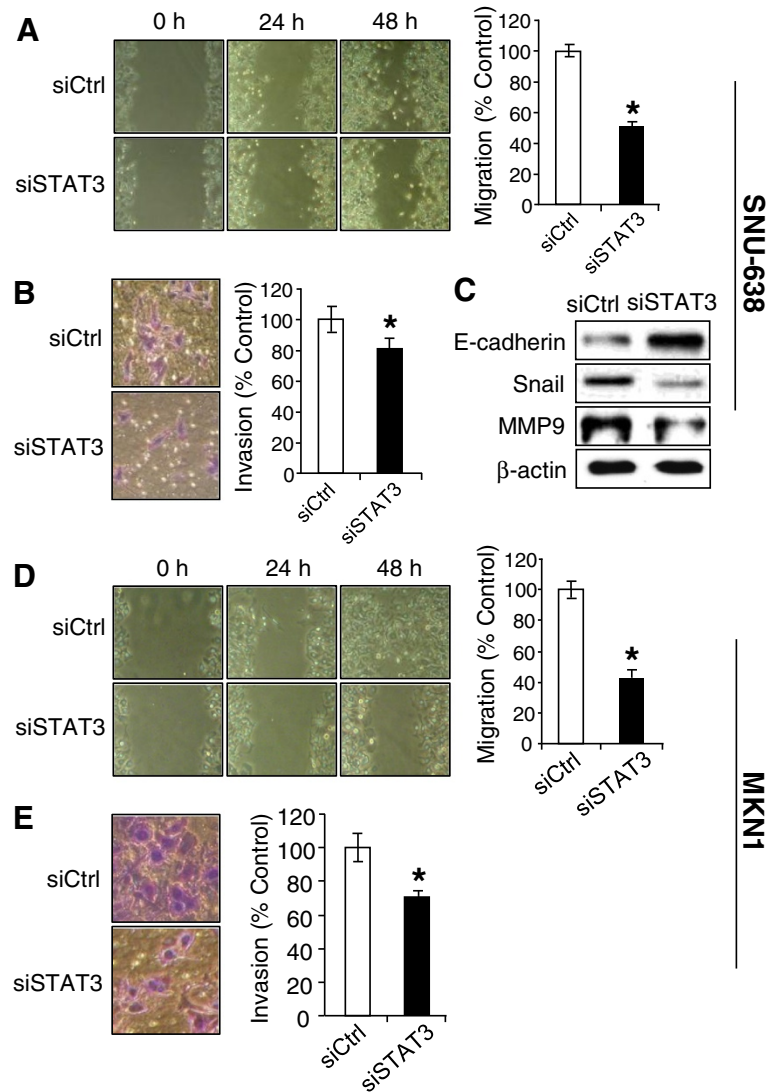 A
0 h 24 h 48 h
siCtrl
siSTAT3
Migration (% Control)
120
100
80
60
40
20
0
*
siCtrl
siSTAT3
SNU-638
B
siCtrl
siSTAT3
Invasion (% Control)
120
100
80
60
40
20
0
*
siCtrl
siSTAT3
C
siCtrl siSTAT3
E-cadherin
Snail
MMP9
β-actin
D
0 h 24 h 48 h
siCtrl
siSTAT3
Migration (% Control)
120
100
80
60
40
20
0
*
siCtrl
siSTAT3
MKN1
E
siCtrl
siSTAT3
Invasion (% Control)
120
100
80
60
40
20
0
*
siCtrl
siSTAT3